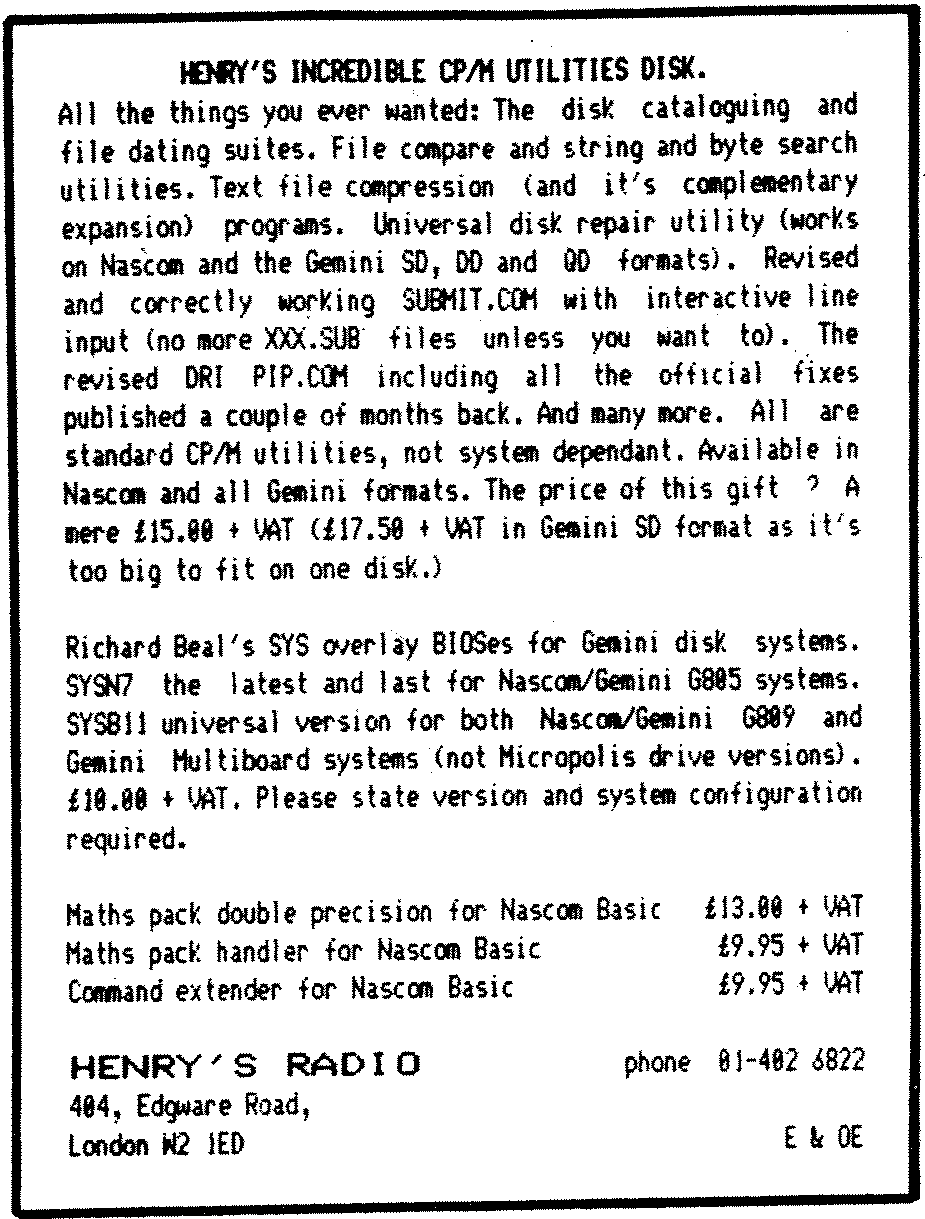 HENRY'S INCREDIBLE CP/M UTILITIES DISK.
All the things you ever wanted: The disk cataloguing and
file dating suites. File compare and string and byte search
utilities. Text file compression (and it's complementary
expansion) programs. Universal disk repair utility (works
on Nascom and the Gemini SD, DD and QD formats). Revised
and correctly working SUBMIT.COM with interactive line
input (no more XXX.SUB files unless you want to). The
revised DRI PIP.COM including all the official fixes
published a couple of months back. And many more. All are
standard CP/M utilities, not system dependant. Available in
Nascom and all Gemini formats. The price of this gift ? A
mere £15.00 + VAT (£17.50 + VAT in Gemini SD format as it's
too big to fit on one disk.)
Richard Beal's SYS overlay BIOSes for Gemini disk systems.
SYSN7 the latest and last for Nascom/Gemini G805 systems.
SYSB11 universal version for both Nascom/Gemini G809 and
Gemini Multiboard systems (not Micropolis drive versions).
£10.00 + VAT. Please state version and system configuration
required.
Maths pack double precision for Nascom Basic £13.00 + VAT
Maths pack handler for Nascom Basic £9.95 + VAT
Command extender for Nascom Basic £9.95 + VAT
HENRY'S RADIO phone 01-402 6822
404, Edgware Road,
London W2 1ED E & OE